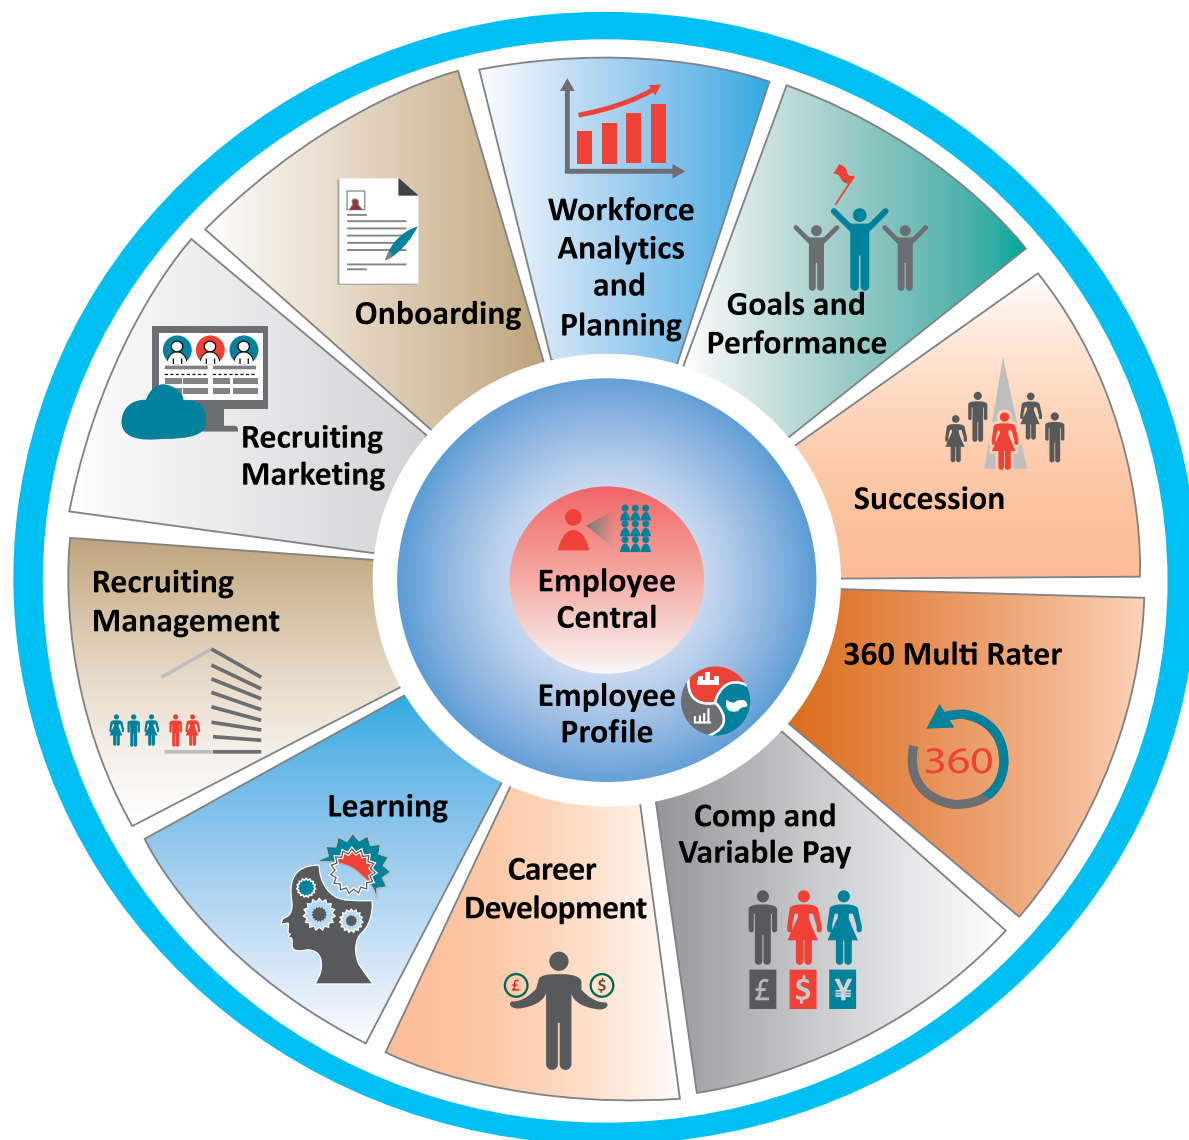 Workforce
Analytics
and
Planning
Goals and
Performance
Succession
360 Multi Rater
360
Comp and
Variable Pay
£ $ ¥
Career
Development
£ $
Learning
Recruiting
Management
Recruiting
Marketing
Onboarding
Employee
Central
Employee
Profile